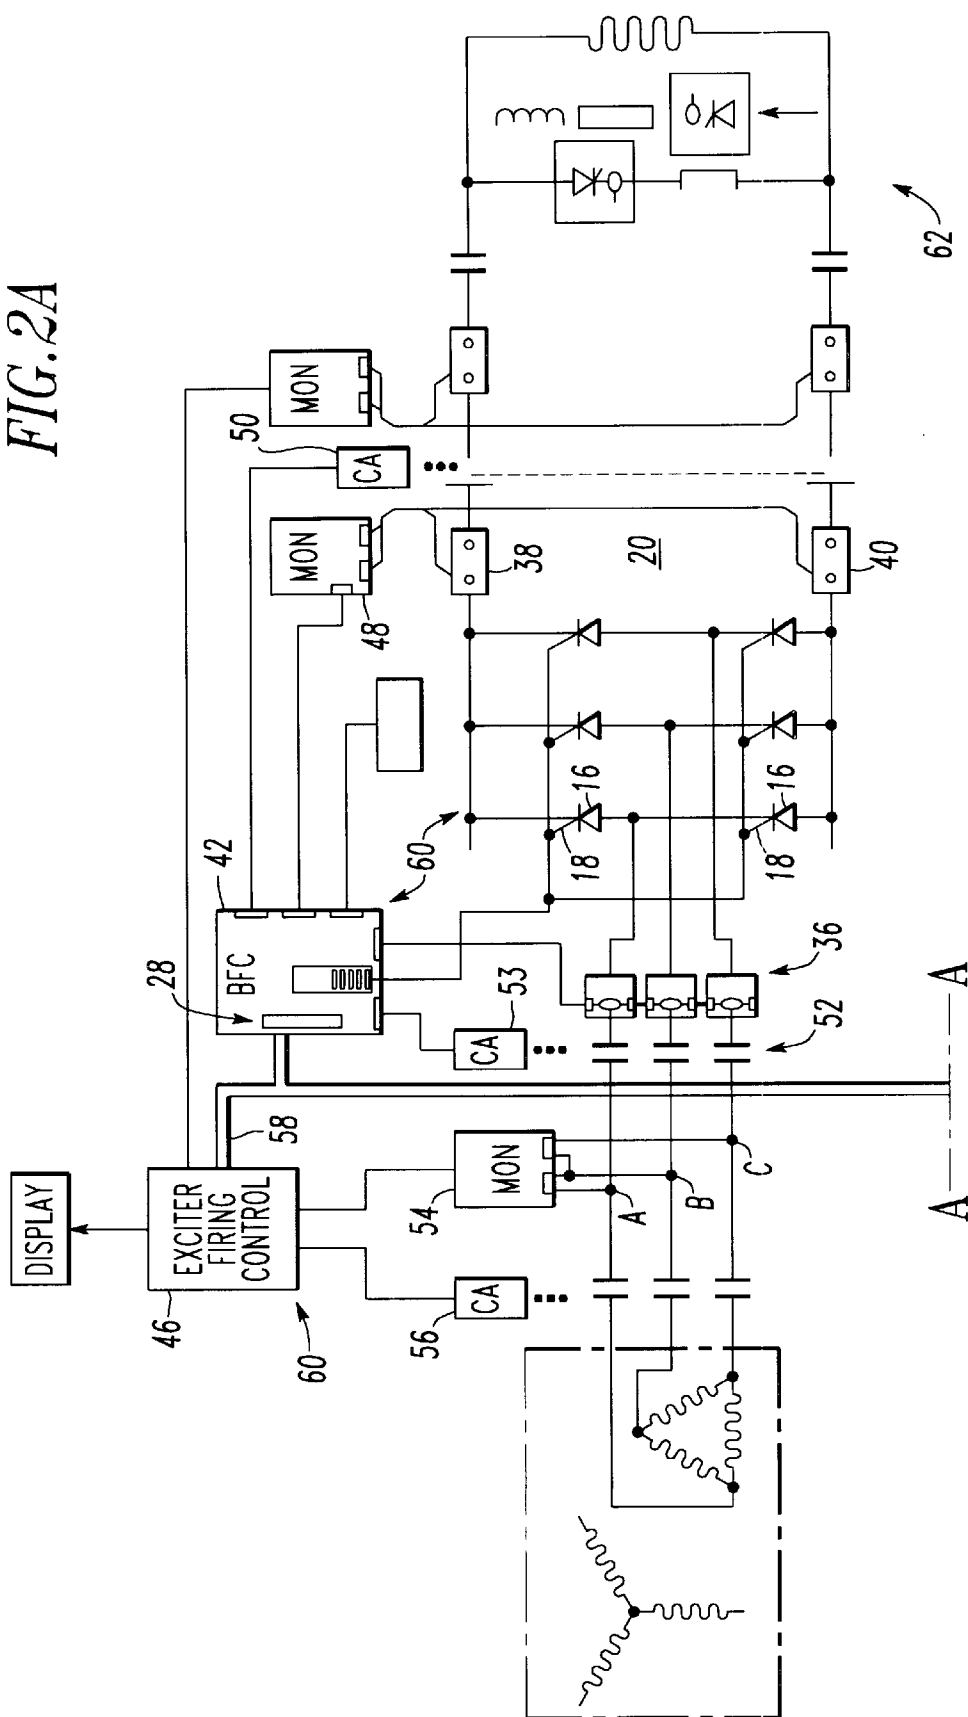 FIG.2A
DISPLAY
EXCITER
FIRING
CONTROL
46
60
58
28
BFC
42
60
MON
48
CA
50
MON
CA
56
MON
54
CA
53
A
B
C
52
36
18
16
18
16
38
20
40
62
A
A